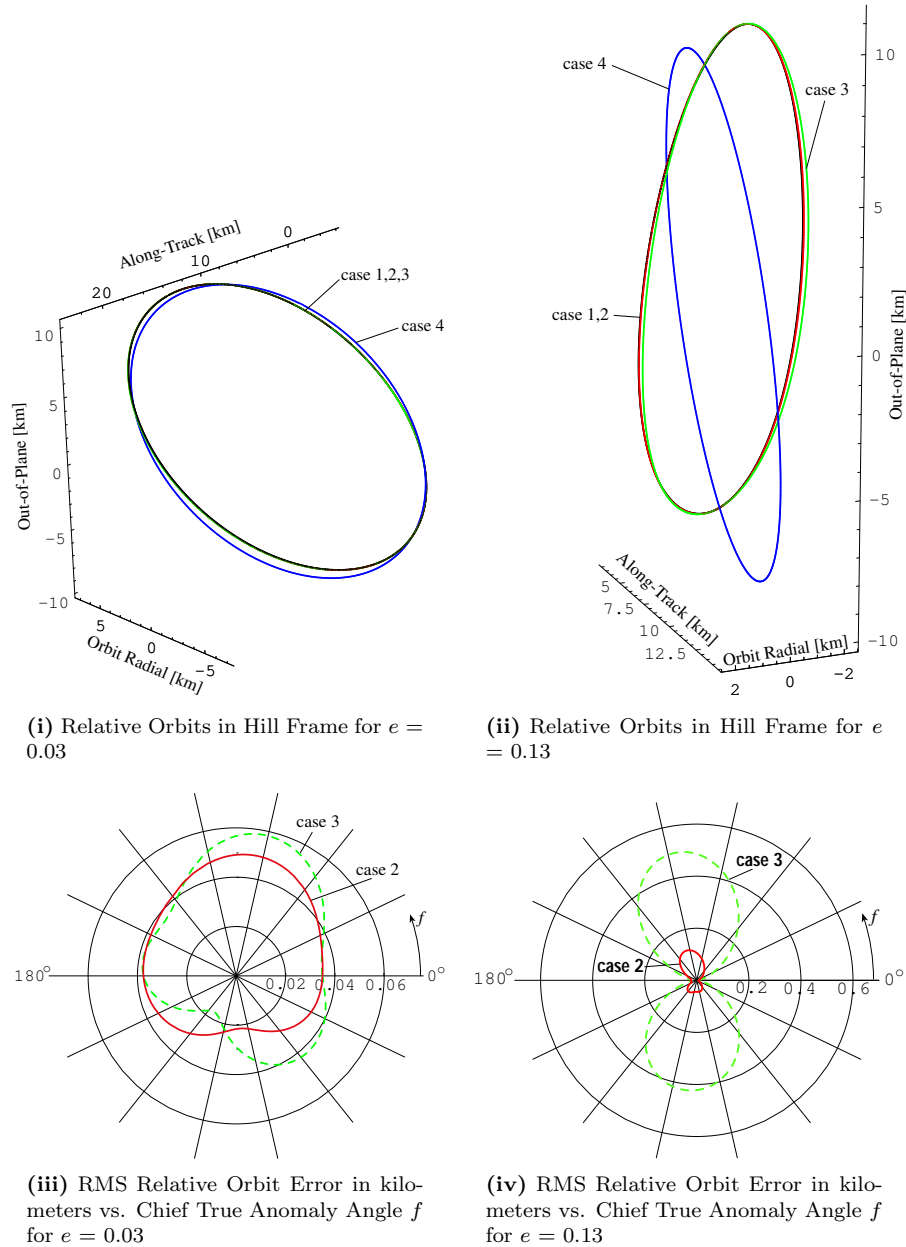 Along-Track [km]
0
10
20
case 1,2,3
case 4
10
5
0
−5
−10
Out-of-Plane [km]
5
0
−5
Orbit Radial [km]
(i) Relative Orbits in Hill Frame for e =
0.03
case 4
case 3
case 1,2
10
5
0
−5
−10
Out-of-Plane [km]
Along-Track [km]
5
7.5
10
12.5
Orbit Radial [km]
2
0
−2
(ii) Relative Orbits in Hill Frame for e
= 0.13
case 3
case 2
f
180°
0.02
0.04
0.06
0°
(iii) RMS Relative Orbit Error in kilo-
meters vs. Chief True Anomaly Angle f
for e = 0.03
case 3
case 2
f
180°
0.2
0.4
0.6
0°
(iv) RMS Relative Orbit Error in kilo-
meters vs. Chief True Anomaly Angle f
for e = 0.13